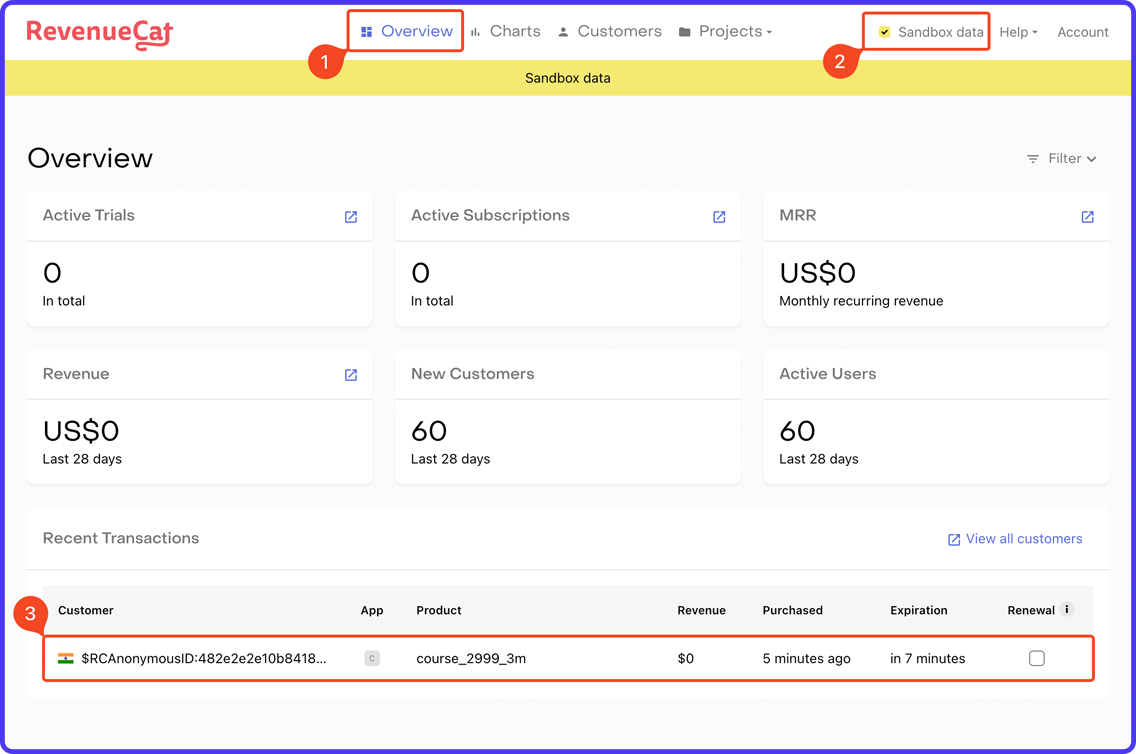 RevenueCat Overview Charts Customers Projects Sandbox data Help Account
1 2
Sandbox data
Overview
Filter
Active Trials Active Subscriptions MRR
0 0 US$0
In total In total Monthly recurring revenue
Revenue New Customers Active Users
US$0 60 60
Last 28 days Last 28 days Last 28 days
Recent Transactions View all customers
3
Customer App Product Revenue Purchased Expiration Renewal i
$RCAnonymousID:482e2e2e10b8418... C course_2999_3m $0 5 minutes ago in 7 minutes